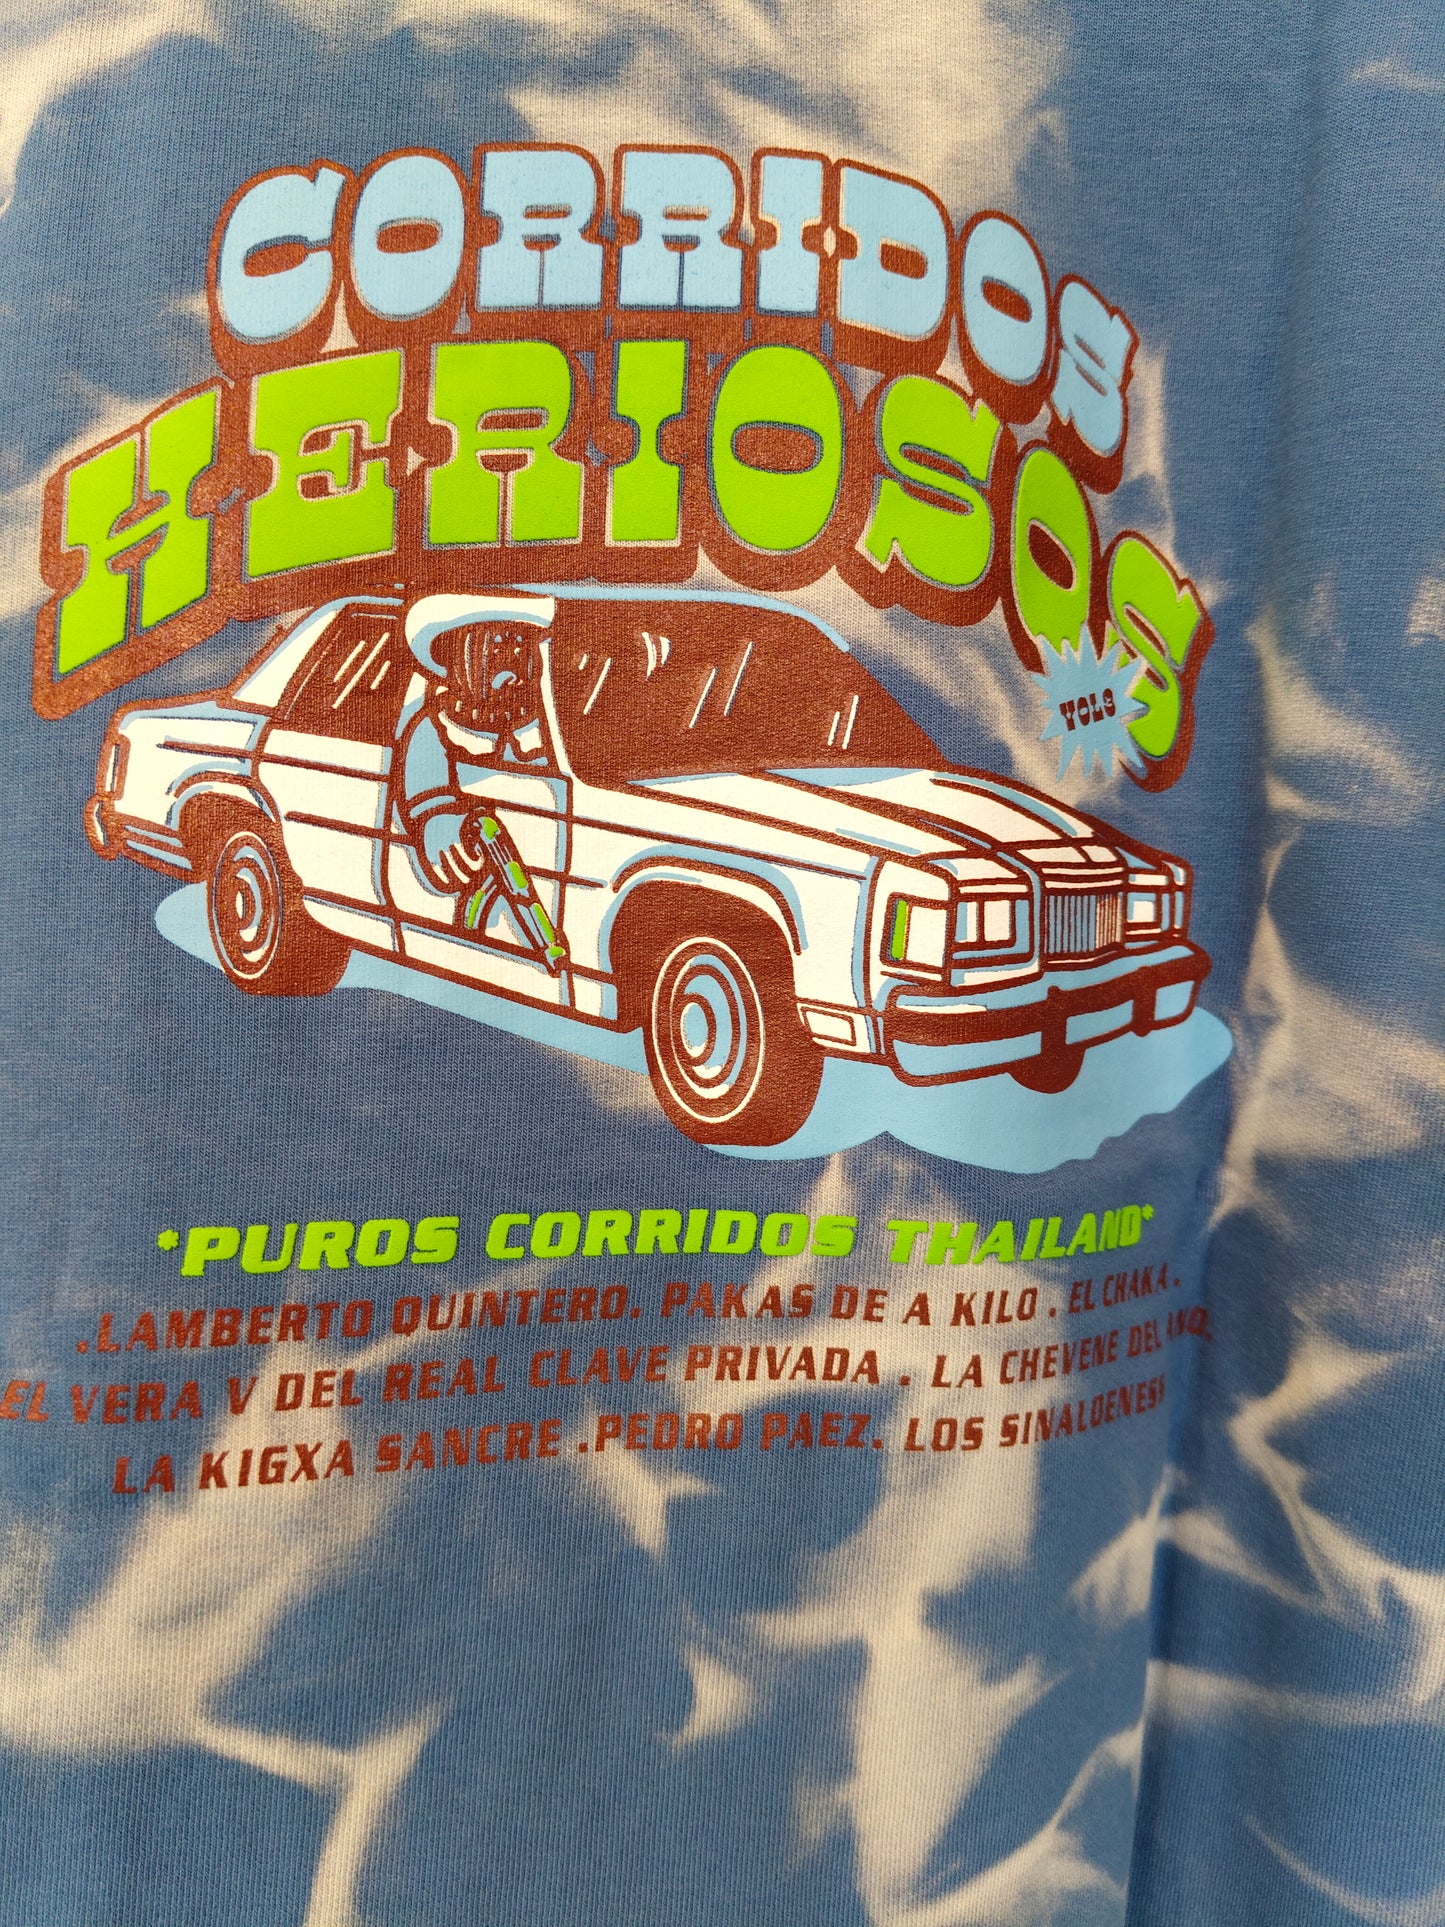 CORRIDOS
HERIOSOS
VOL3
*PUROS CORRIDOS THAILAND*
.LAMBERTO QUINTERO. PAKAS DE A KILO . EL CHAKA .
EL VERA V DEL REAL CLAVE PRIVADA . LA CHEVENE DEL
LA KIGXA SANCRE .PEDRO PAEZ. LOS SINALOENESS